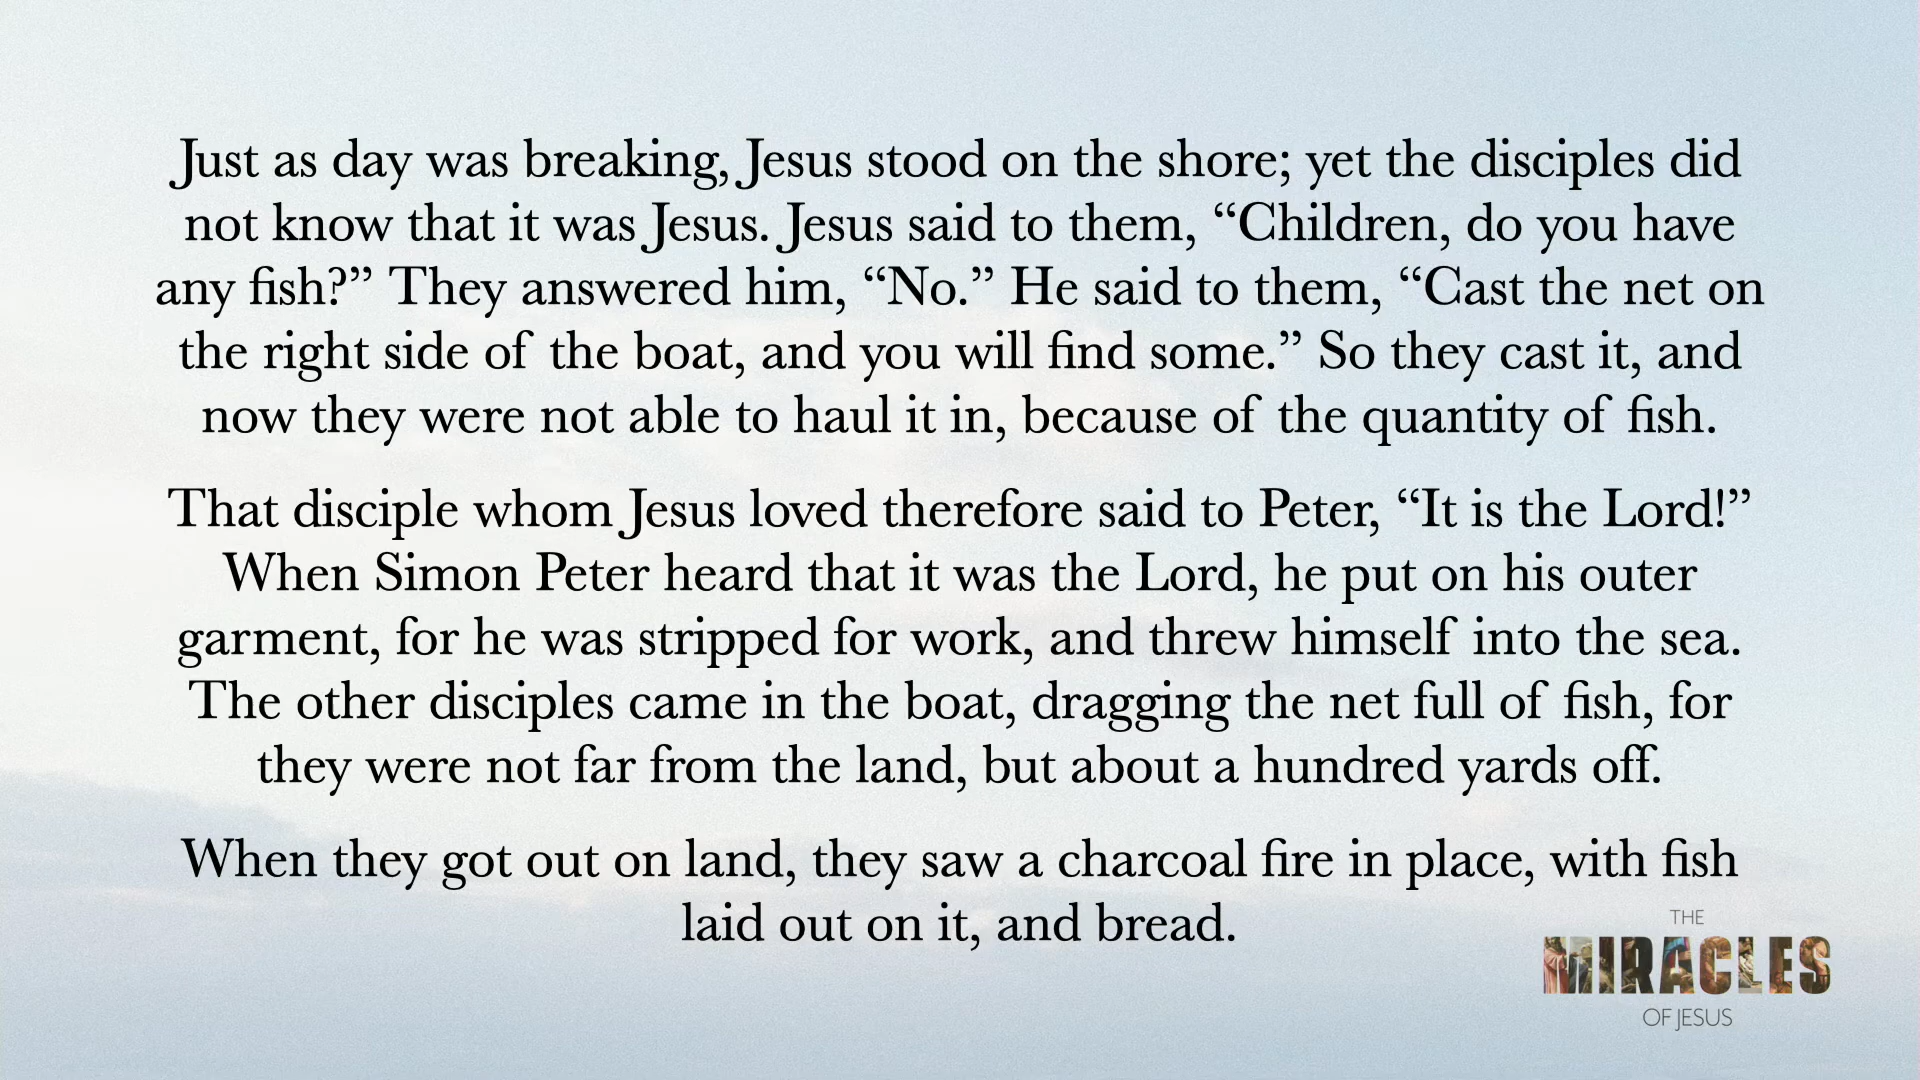 Just as day was breaking, Jesus stood on the shore; yet the disciples did
not know that it was Jesus. Jesus said to them, “Children, do you have
any fish?” They answered him, “No.” He said to them, “Cast the net on
the right side of the boat, and you will find some.” So they cast it, and
now they were not able to haul it in, because of the quantity of fish.
That disciple whom Jesus loved therefore said to Peter, “It is the Lord!”
When Simon Peter heard that it was the Lord, he put on his outer
garment, for he was stripped for work, and threw himself into the sea.
The other disciples came in the boat, dragging the net full of fish, for
they were not far from the land, but about a hundred yards off.
When they got out on land, they saw a charcoal fire in place, with fish
laid out on it, and bread.
THE
MIRACLES
OF JESUS